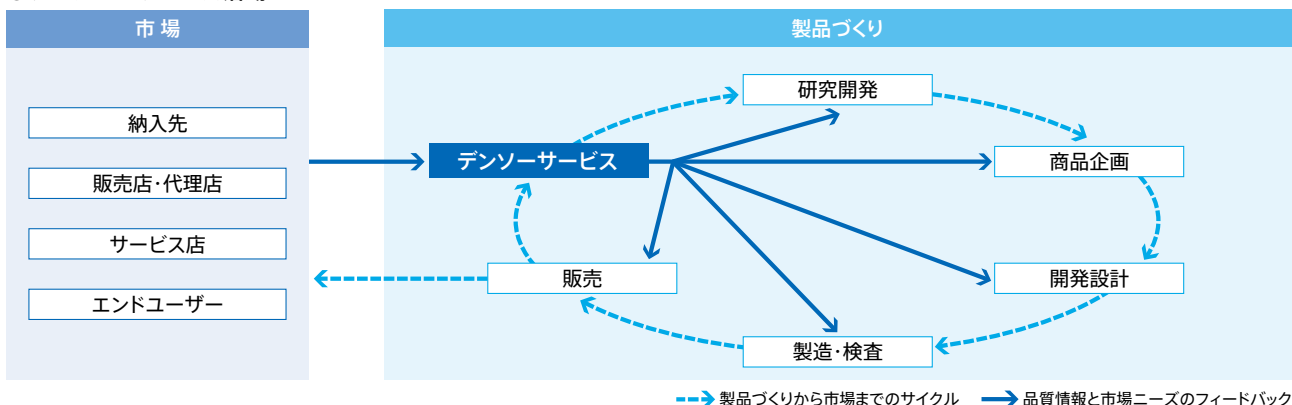 市場
納入先
販売店・代理店
サービス店
エンドユーザー
製品づくり
研究開発
デンソーサービス
商品企画
販売
開発設計
製造・検査
製品づくりから市場までのサイクル
品質情報と市場ニーズのフィードバック